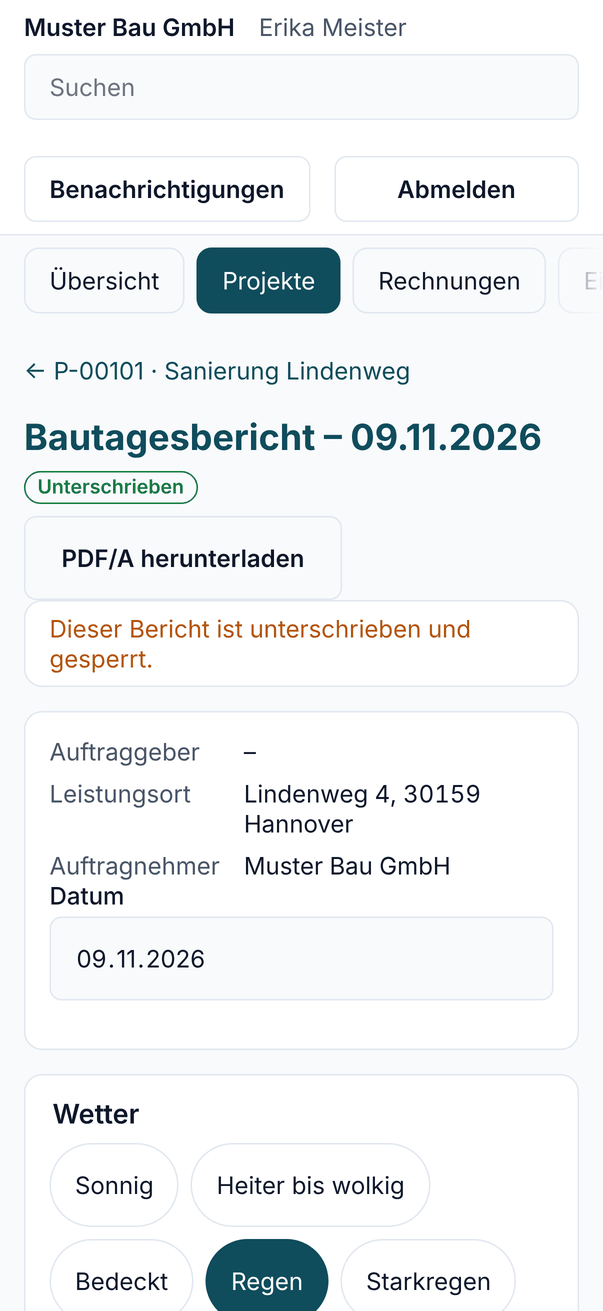 Muster Bau GmbH Erika Meister
Suchen
Benachrichtigungen Abmelden
Übersicht Projekte Rechnungen
← P-00101 · Sanierung Lindenweg
Bautagesbericht – 09.11.2026
Unterschrieben
PDF/A herunterladen
Dieser Bericht ist unterschrieben und
gesperrt.
Auftraggeber –
Leistungsort Lindenweg 4, 30159
Hannover
Auftragnehmer Muster Bau GmbH
Datum
09.11.2026
Wetter
Sonnig Heiter bis wolkig
Bedeckt Regen Starkregen